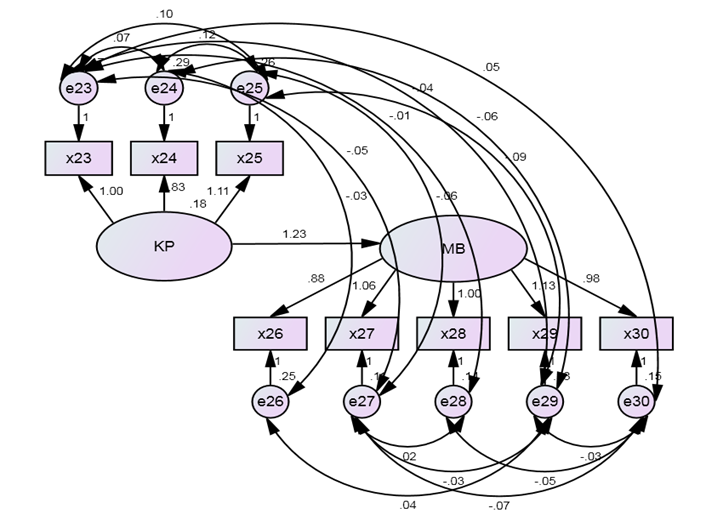 .10
.07 .12
.29 .26
.05
e23 e24 e25
-.04
-.01 -.06
1 1 1
.09
x23 x24 x25
-.05
-.03 -.06
1.00 .83 1.11
.18
KP 1.23 MB
.88 1.06 1.00 1.13 .98
x26 x27 x28 x29 x30
1 1 1 1
.25 .15
e26 e27 e28 e29 e30
.02 -.03
-.03 -.05
.04 -.07